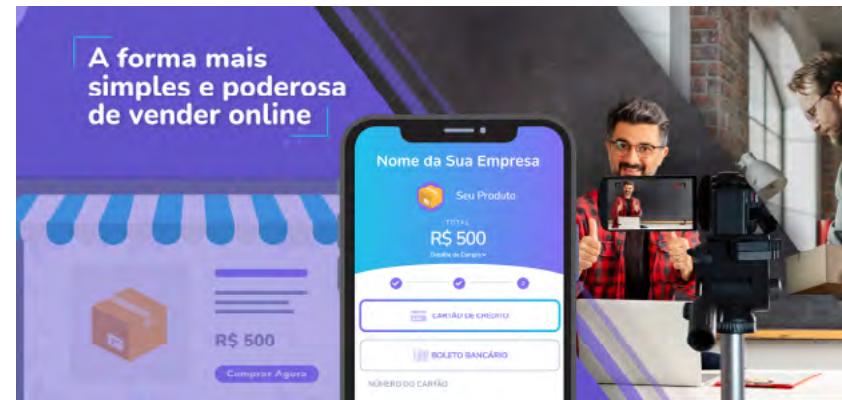 A forma mais
simples e poderosa
de vender online
Nome da Sua Empresa
Seu Produto
TOTAL
R$ 500
Detalhe da Compra
CARTÃO DE CRÉDITO
BOLETO BANCÁRIO
NÚMERO DO CARTÃO
R$ 500
Comprar Agora